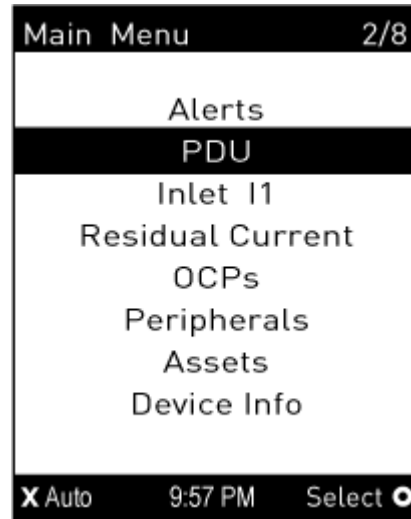 Main Menu 2/8
Alerts
PDU
Inlet I1
Residual Current
OCPs
Peripherals
Assets
Device Info
X Auto 9:57 PM Select O